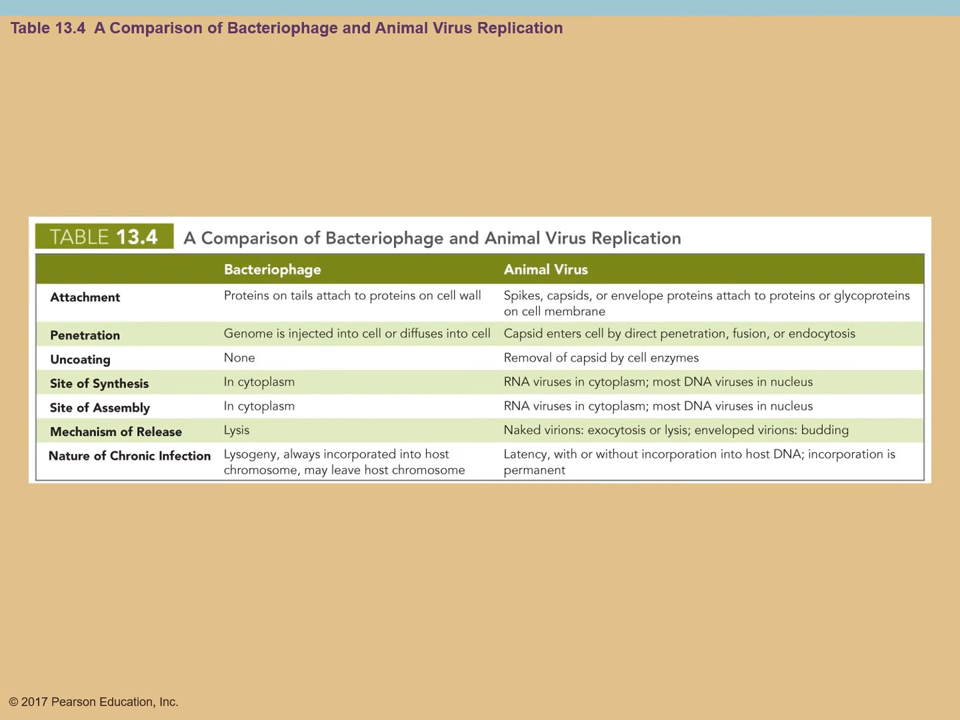 Table 13.4 A Comparison of Bacteriophage and Animal Virus Replication
TABLE 13.4 A Comparison of Bacteriophage and Animal Virus Replication
Bacteriophage Animal Virus
Attachment Proteins on tails attach to proteins on cell wall Spikes, capsids, or envelope proteins attach to proteins or glycoproteins
on cell membrane
Penetration Genome is injected into cell or diffuses into cell Capsid enters cell by direct penetration, fusion, or endocytosis
Uncoating None Removal of capsid by cell enzymes
Site of Synthesis In cytoplasm RNA viruses in cytoplasm; most DNA viruses in nucleus
Site of Assembly In cytoplasm RNA viruses in cytoplasm; most DNA viruses in nucleus
Mechanism of Release Lysis Naked virions: exocytosis or lysis; enveloped virions: budding
Nature of Chronic Infection Lysogeny, always incorporated into host Latency, with or without incorporation into host DNA; incorporation is
chromosome, may leave host chromosome permanent
© 2017 Pearson Education, Inc.